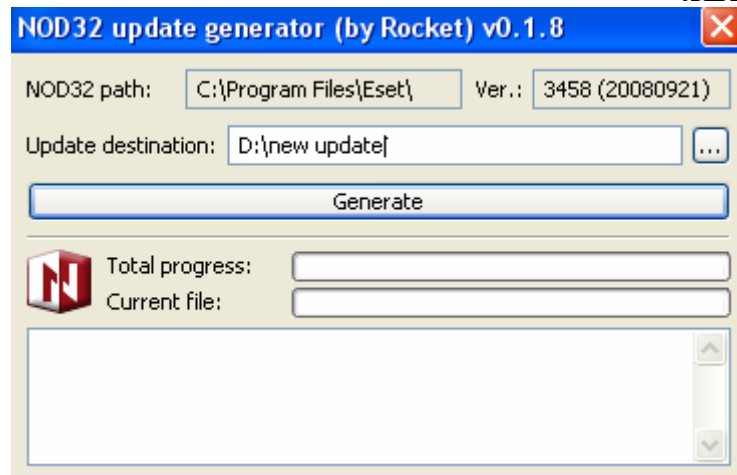 NOD32 update generator (by Rocket) v0.1.8
NOD32 path: C:\Program Files\Eset\ Ver.: 3458 (20080921)
Update destination: D:\new update ...
Generate
Total progress:
Current file: